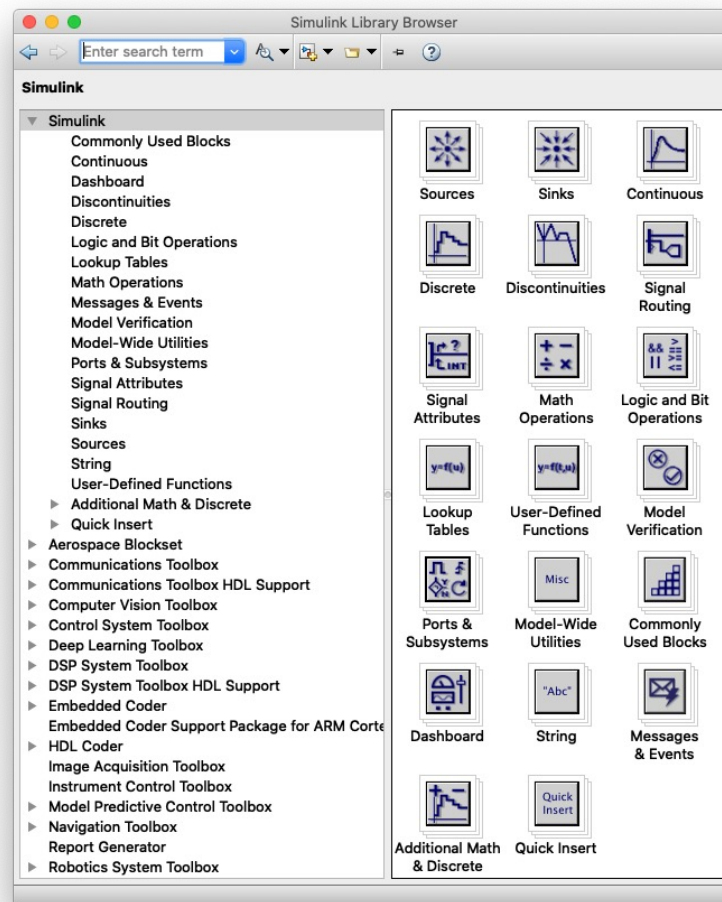 Simulink Library Browser
Enter search term
Simulink
Simulink
Commonly Used Blocks
Continuous
Dashboard
Discontinuities
Discrete
Logic and Bit Operations
Lookup Tables
Math Operations
Messages & Events
Model Verification
Model-Wide Utilities
Ports & Subsystems
Signal Attributes
Signal Routing
Sinks
Sources
String
User-Defined Functions
Additional Math & Discrete
Quick Insert
Aerospace Blockset
Communications Toolbox
Communications Toolbox HDL Support
Computer Vision Toolbox
Control System Toolbox
Deep Learning Toolbox
DSP System Toolbox
DSP System Toolbox HDL Support
Embedded Coder
Embedded Coder Support Package for ARM Corte
HDL Coder
Image Acquisition Toolbox
Instrument Control Toolbox
Model Predictive Control Toolbox
Navigation Toolbox
Report Generator
Robotics System Toolbox
Sources Sinks Continuous
Discrete Discontinuities Signal
Routing
? INT + − ÷ × && || > == >= <=
Signal Math Logic and Bit
Attributes Operations Operations
y=f(u) y=f(t,u)
Lookup User-Defined Model
Tables Functions Verification
Y N Misc
Ports & Model-Wide Commonly
Subsystems Utilities Used Blocks
"Abc"
Dashboard String Messages
& Events
Quick
Insert
Additional Math Quick Insert
& Discrete